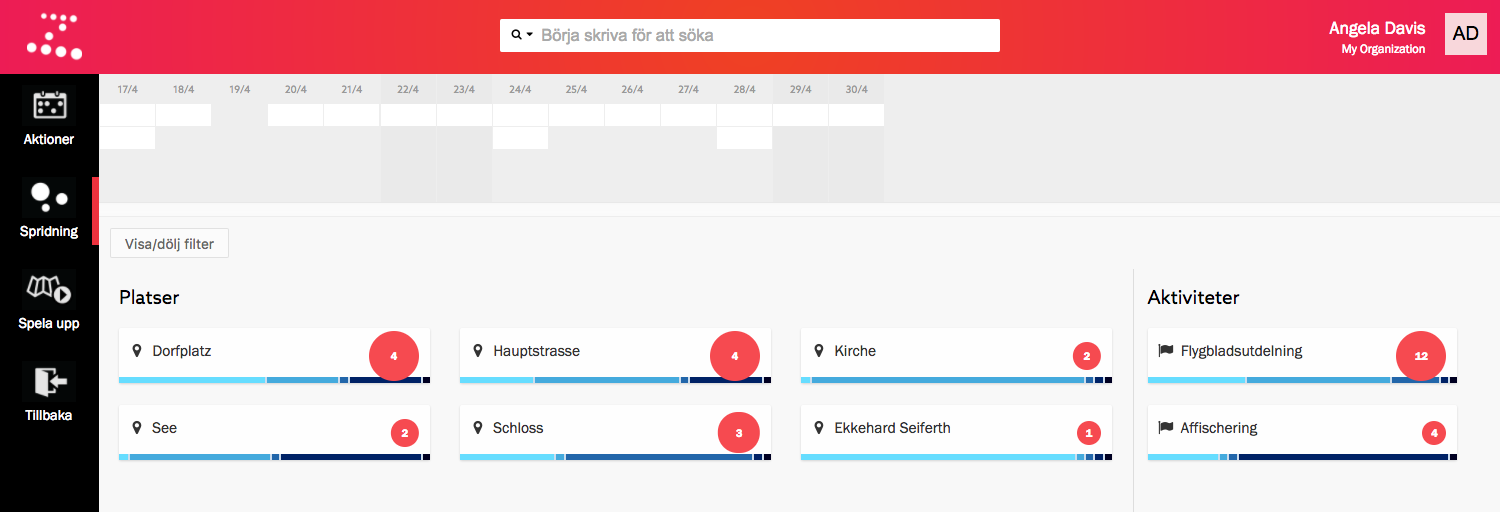 Börja skriva för att söka
Angela Davis
My Organization
AD
17/4 18/4 19/4 20/4 21/4 22/4 23/4 24/4 25/4 26/4 27/4 28/4 29/4 30/4
Aktioner
Spridning
Spela upp
Tillbaka
Visa/dölj filter
Platser
Dorfplatz 4
Hauptstrasse 4
Kirche 2
See 2
Schloss 3
Ekkehard Seiferth 1
Aktiviteter
Flygbladsutdelning 12
Affischering 4